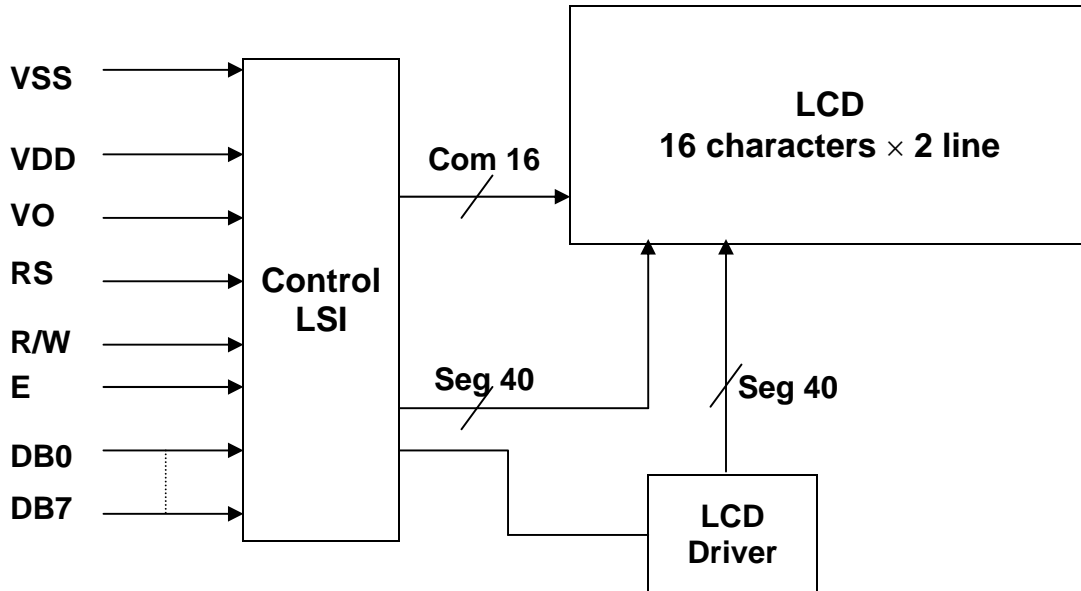 VSS
VDD
VO
RS
R/W
E
DB0
DB7
Control
LSI
Com 16
Seg 40
LCD
16 characters × 2 line
Seg 40
LCD
Driver